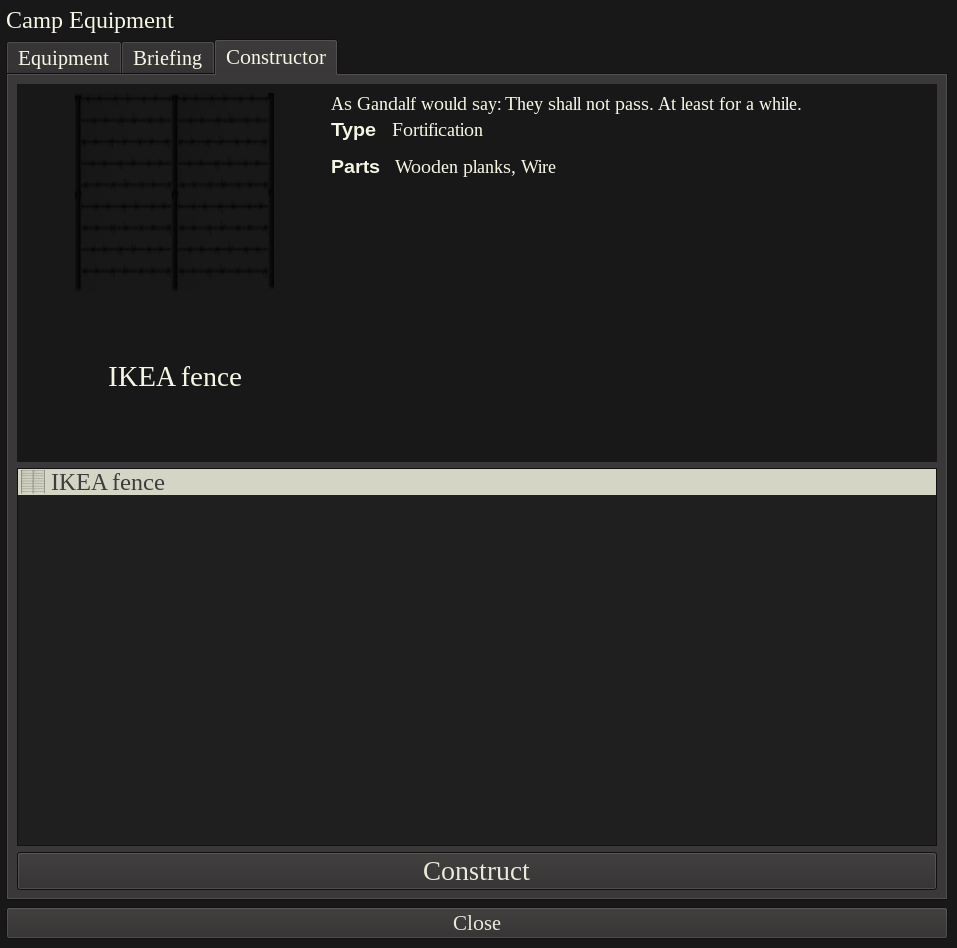 Camp Equipment
Equipment Briefing Constructor
As Gandalf would say: They shall not pass. At least for a while.
Type Fortification
Parts Wooden planks, Wire
IKEA fence
IKEA fence
Construct
Close